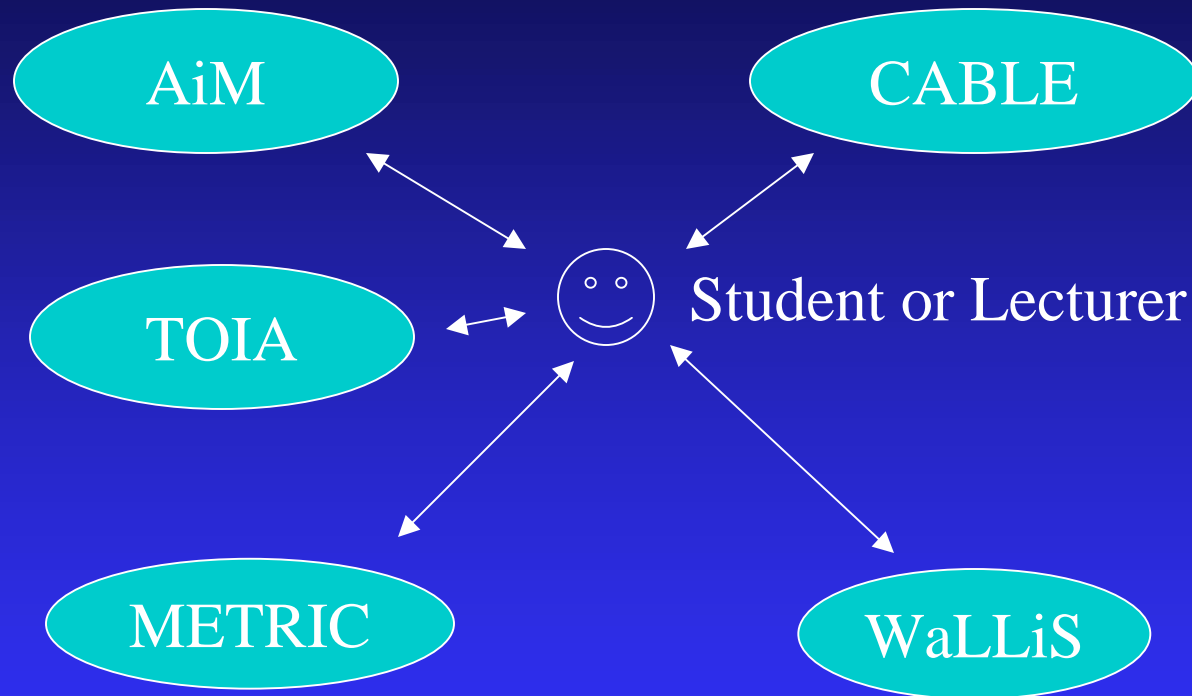 AiM
CABLE
Student or Lecturer
TOIA
METRIC
WaLLiS